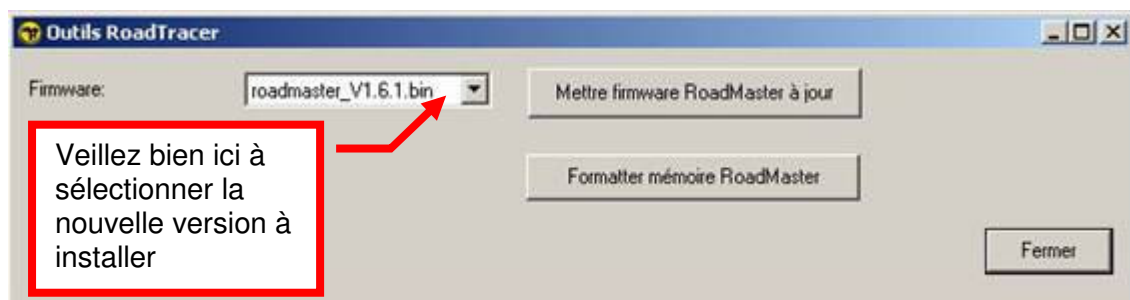 Outils RoadTracer
Firmware:
roadmaster_V1.6.1.bin
Mettre firmware RoadMaster à jour
Veillez bien ici à
sélectionner la
nouvelle version à
installer
Formatter mémoire RoadMaster
Fermer